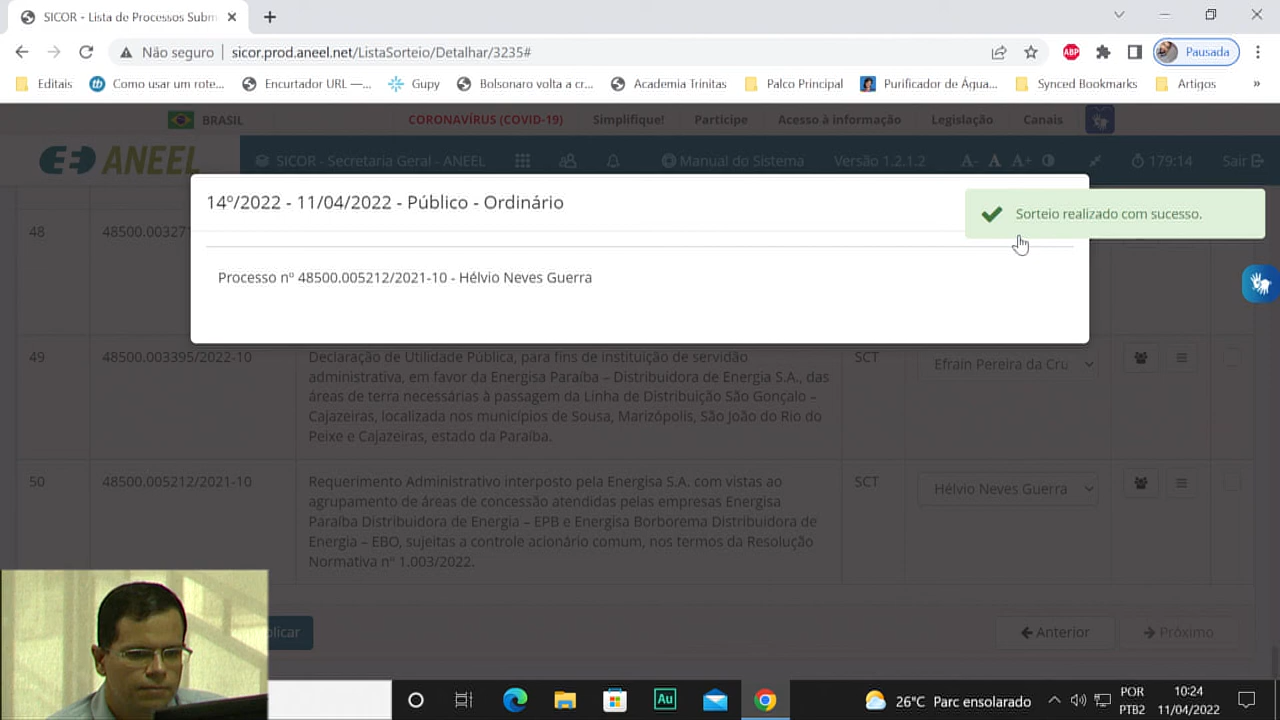 SICOR - Lista de Processos Subm
Não seguro
sicor.prod.aneel.net/ListaSorteio/Detalhar/3235#
ABP
Pausada
Editais
Como usar um rote...
Encurtador URL —...
Gupy
Bolsonaro volta a cr...
Academia Trinitas
Palco Principal
Purificador de Água...
Synced Bookmarks
Artigos
»
BRASIL
CORONAVÍRUS (COVID-19)
Simplifique!
Participe
Acesso à informação
Legislação
Canais
ANEEL
SICOR - Secretaria Geral - ANEEL
Manual do Sistema
Versão 1.2.1.2
A- A A+
179:14
Sair
14º/2022 - 11/04/2022 - Público - Ordinário
Sorteio realizado com sucesso.
Processo nº 48500.005212/2021-10 - Hélvio Neves Guerra
48
48500.003271
49
48500.003395/2022-10
Declaração de Utilidade Pública, para fins de instituição de servidão
administrativa, em favor da Energisa Paraíba – Distribuidora de Energia S.A., das
áreas de terra necessárias à passagem da Linha de Distribuição São Gonçalo –
Cajazeiras, localizada nos municípios de Sousa, Marizópolis, São João do Rio do
Peixe e Cajazeiras, estado da Paraíba.
SCT
Efrain Pereira da Cru
50
48500.005212/2021-10
Requerimento Administrativo interposto pela Energisa S.A. com vistas ao
agrupamento de áreas de concessão atendidas pelas empresas Energisa
Paraíba Distribuidora de Energia – EPB e Energisa Borborema Distribuidora de
Energia – EBO, sujeitas a controle acionário comum, nos termos da Resolução
Normativa nº 1.003/2022.
SCT
Hélvio Neves Guerra
blicar
Anterior
Próximo
Au
26°C Parc ensolarado
POR
PTB2
10:24
11/04/2022